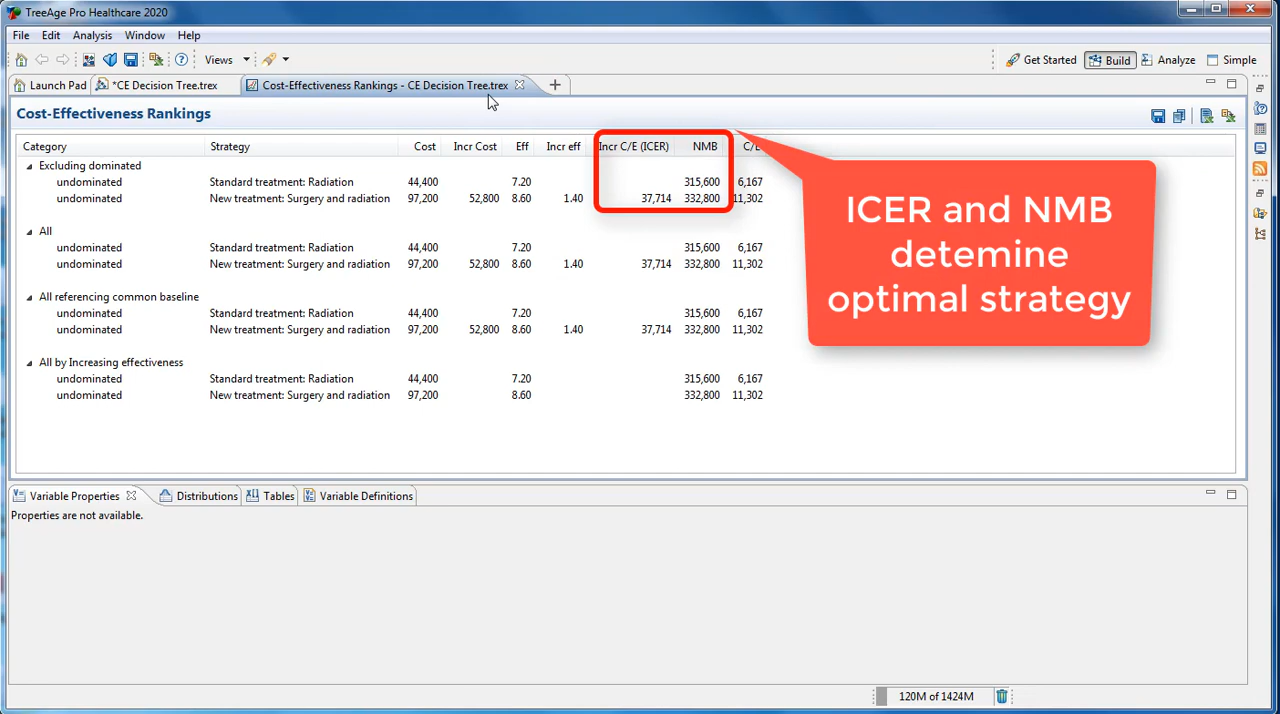 TreeAge Pro Healthcare 2020
File Edit Analysis Window Help
Views Get Started Build Analyze Simple
Launch Pad *CE Decision Tree.trex Cost-Effectiveness Rankings - CE Decision Tree.trex
Cost-Effectiveness Rankings
Category Strategy Cost Incr Cost Eff Incr eff Incr C/E (ICER) NMB C/E
Excluding dominated
undominated Standard treatment: Radiation 44,400 7.20 315,600 6,167
undominated New treatment: Surgery and radiation 97,200 52,800 8.60 1.40 37,714 332,800 11,302
All
undominated Standard treatment: Radiation 44,400 7.20 315,600 6,167
undominated New treatment: Surgery and radiation 97,200 52,800 8.60 1.40 37,714 332,800 11,302
All referencing common baseline
undominated Standard treatment: Radiation 44,400 7.20 315,600 6,167
undominated New treatment: Surgery and radiation 97,200 52,800 8.60 1.40 37,714 332,800 11,302
All by Increasing effectiveness
undominated Standard treatment: Radiation 44,400 7.20 315,600 6,167
undominated New treatment: Surgery and radiation 97,200 8.60 332,800 11,302
ICER and NMB
detemine
optimal strategy
Variable Properties Distributions Tables Variable Definitions
Properties are not available.
120M of 1424M